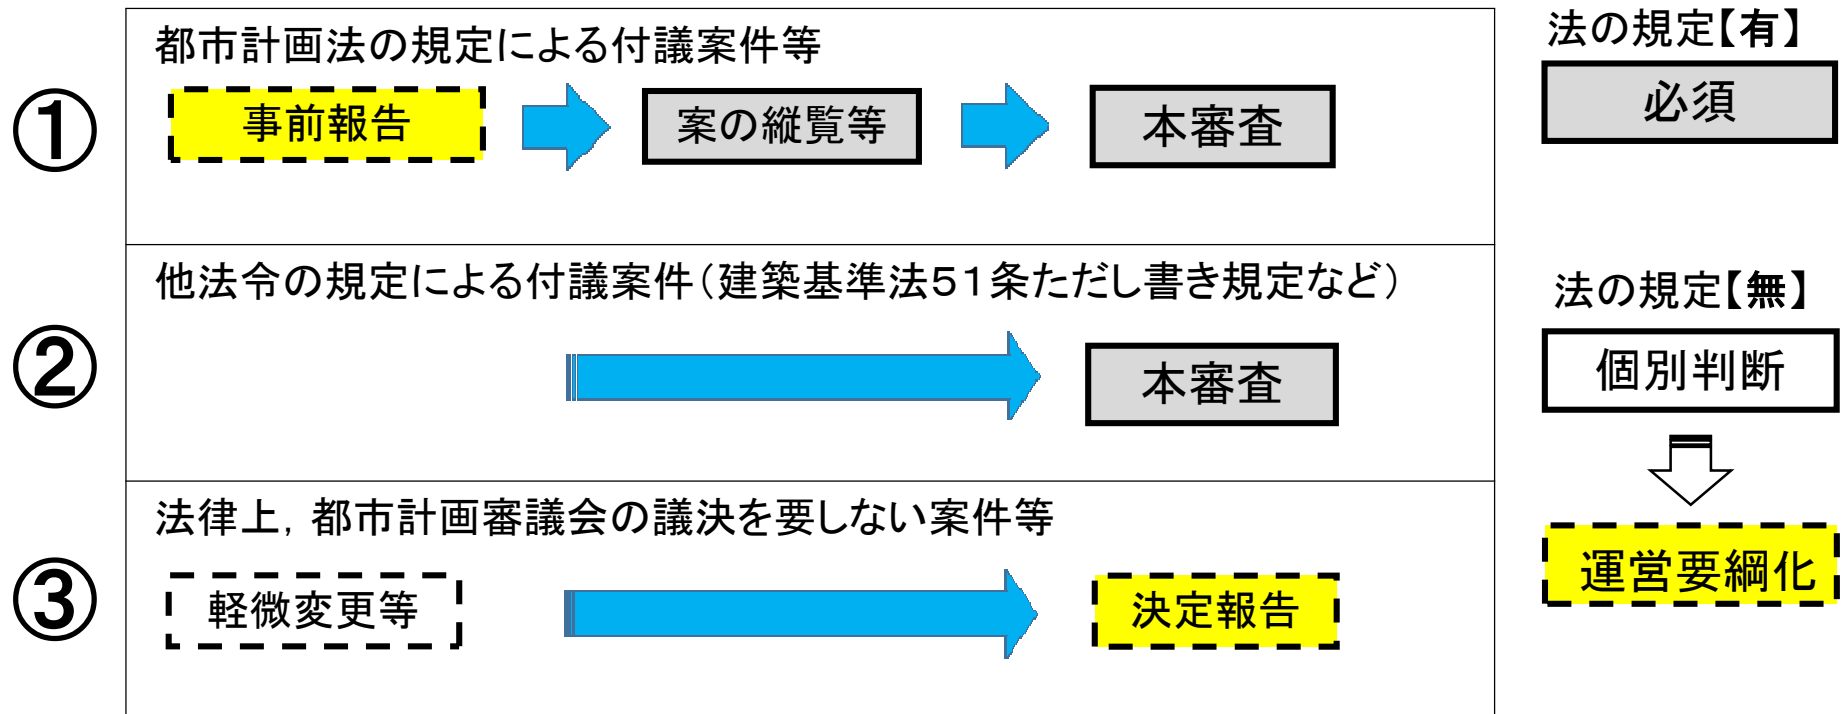 ①
都市計画法の規定による付議案件等
事前報告
案の縦覧等
本審査
②
他法令の規定による付議案件（建築基準法５１条ただし書き規定など）
本審査
③
法律上，都市計画審議会の議決を要しない案件等
軽微変更等
決定報告
法の規定【有】
必須
法の規定【無】
個別判断
運営要綱化